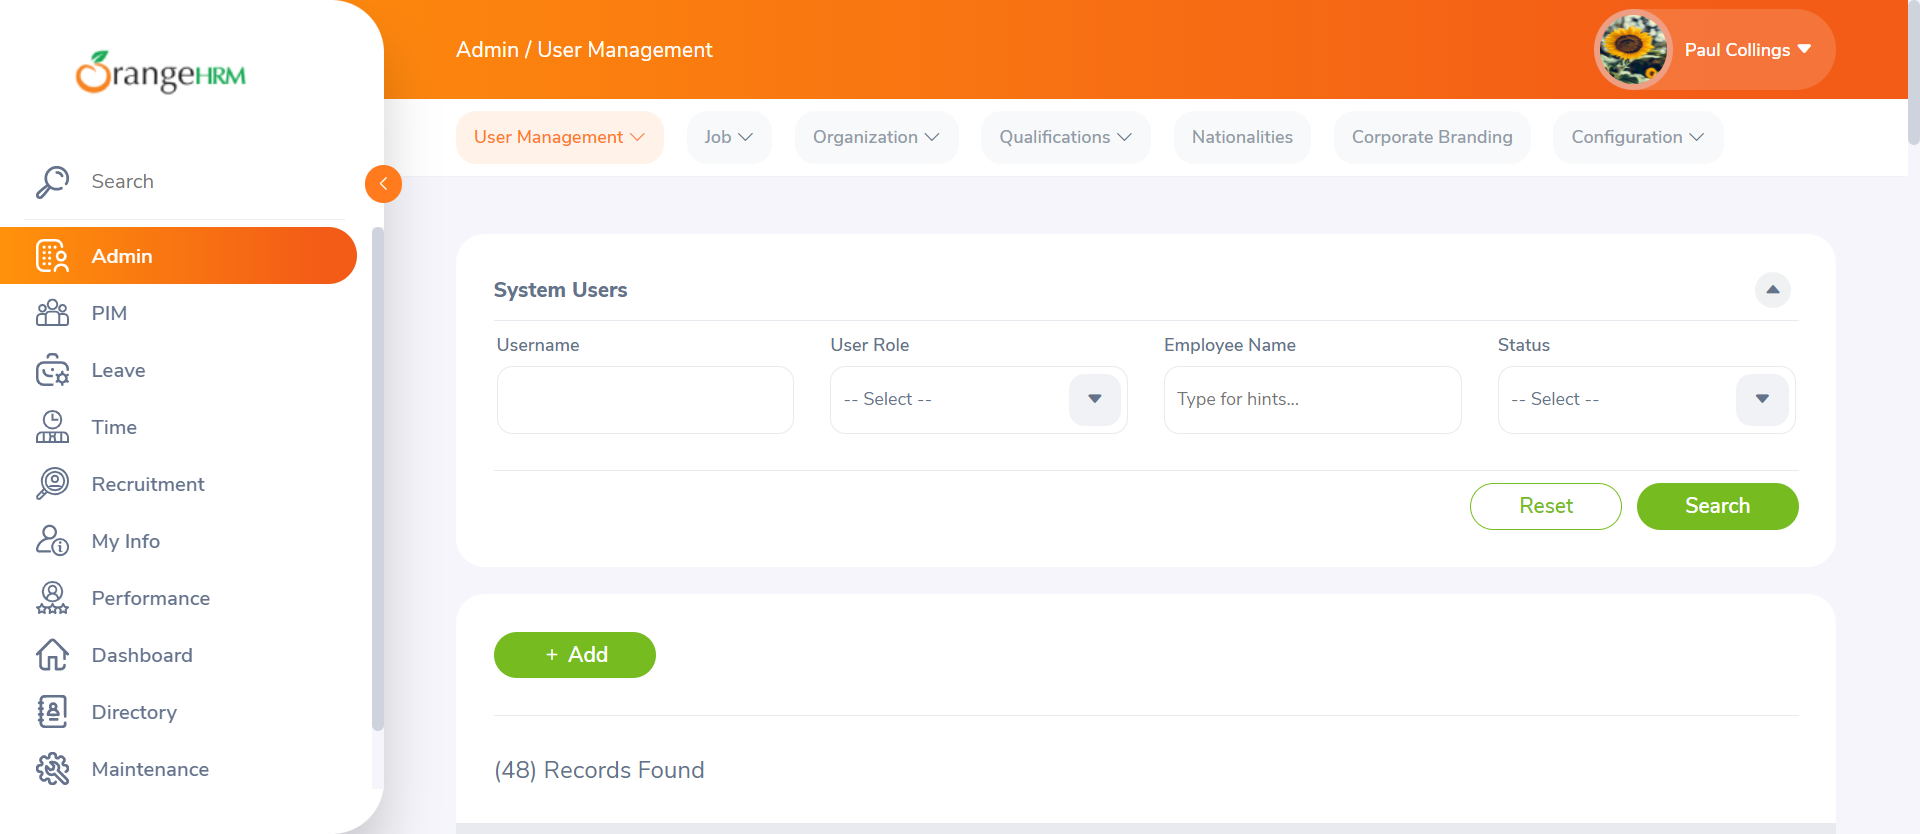 OrangeHRM
Search
Admin
PIM
Leave
Time
Recruitment
My Info
Performance
Dashboard
Directory
Maintenance
Admin / User Management
Paul Collings
User Management
Job
Organization
Qualifications
Nationalities
Corporate Branding
Configuration
System Users
Username
User Role
Employee Name
Status
-- Select --
Type for hints...
-- Select --
Reset
Search
+ Add
(48) Records Found